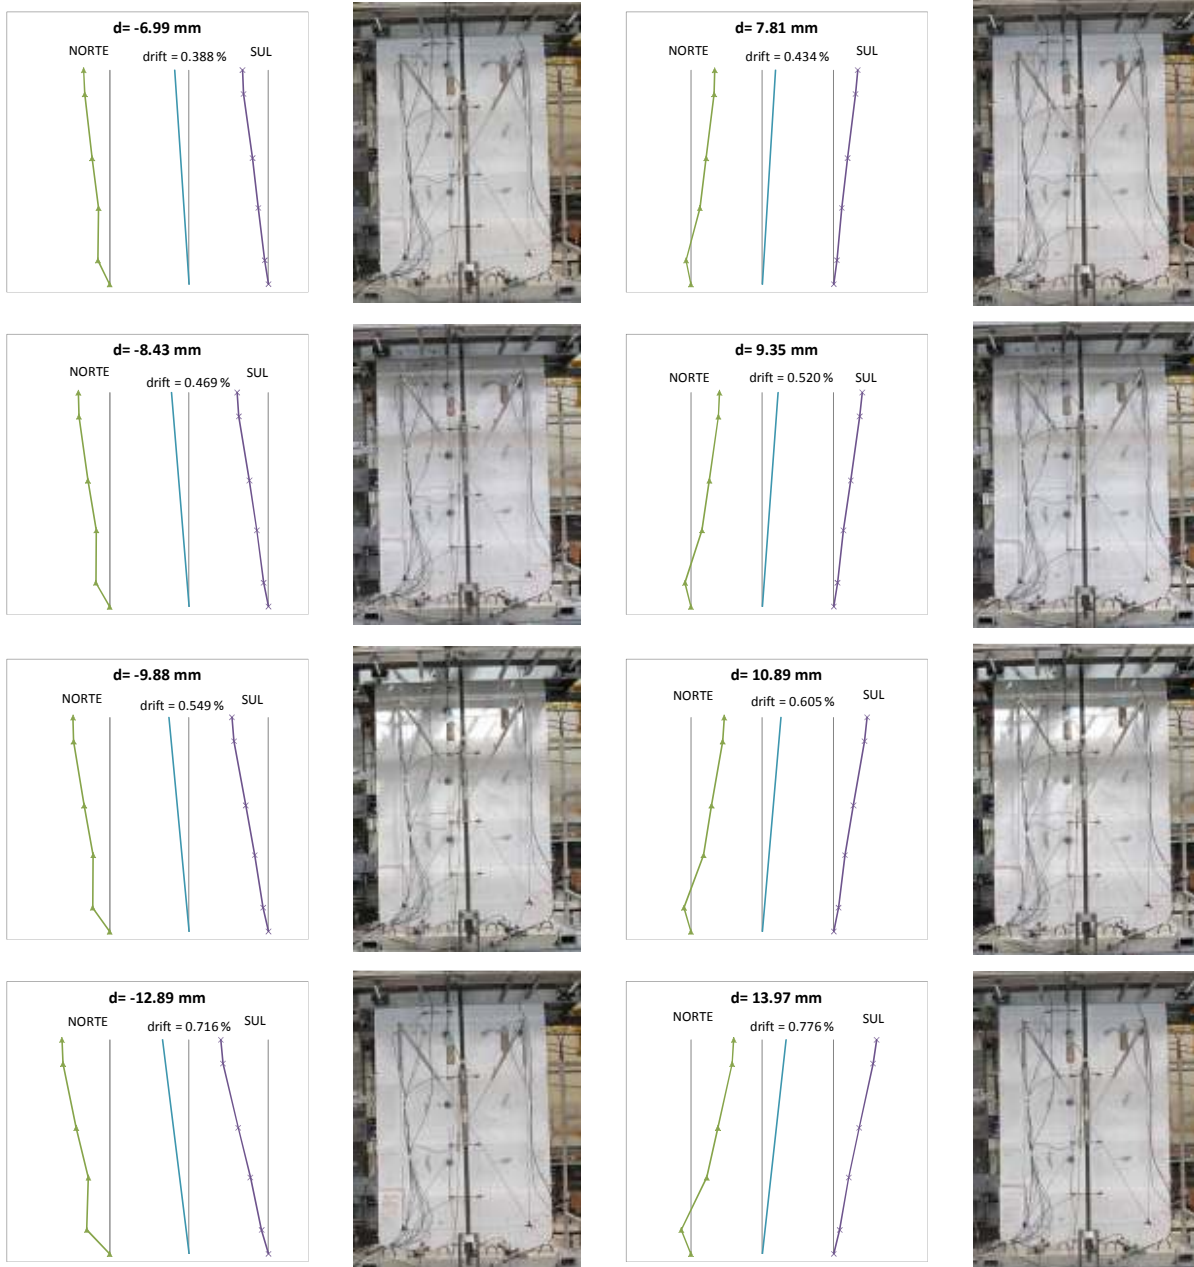 d= -6.99 mm
NORTE
drift = 0.388 %
SUL
d= 7.81 mm
NORTE
drift = 0.434 %
SUL
d= -8.43 mm
NORTE
drift = 0.469 %
SUL
d= 9.35 mm
NORTE
drift = 0.520 %
SUL
d= -9.88 mm
NORTE
drift = 0.549 %
SUL
d= 10.89 mm
NORTE
drift = 0.605 %
SUL
d= -12.89 mm
NORTE
drift = 0.716 %
SUL
d= 13.97 mm
NORTE
drift = 0.776 %
SUL